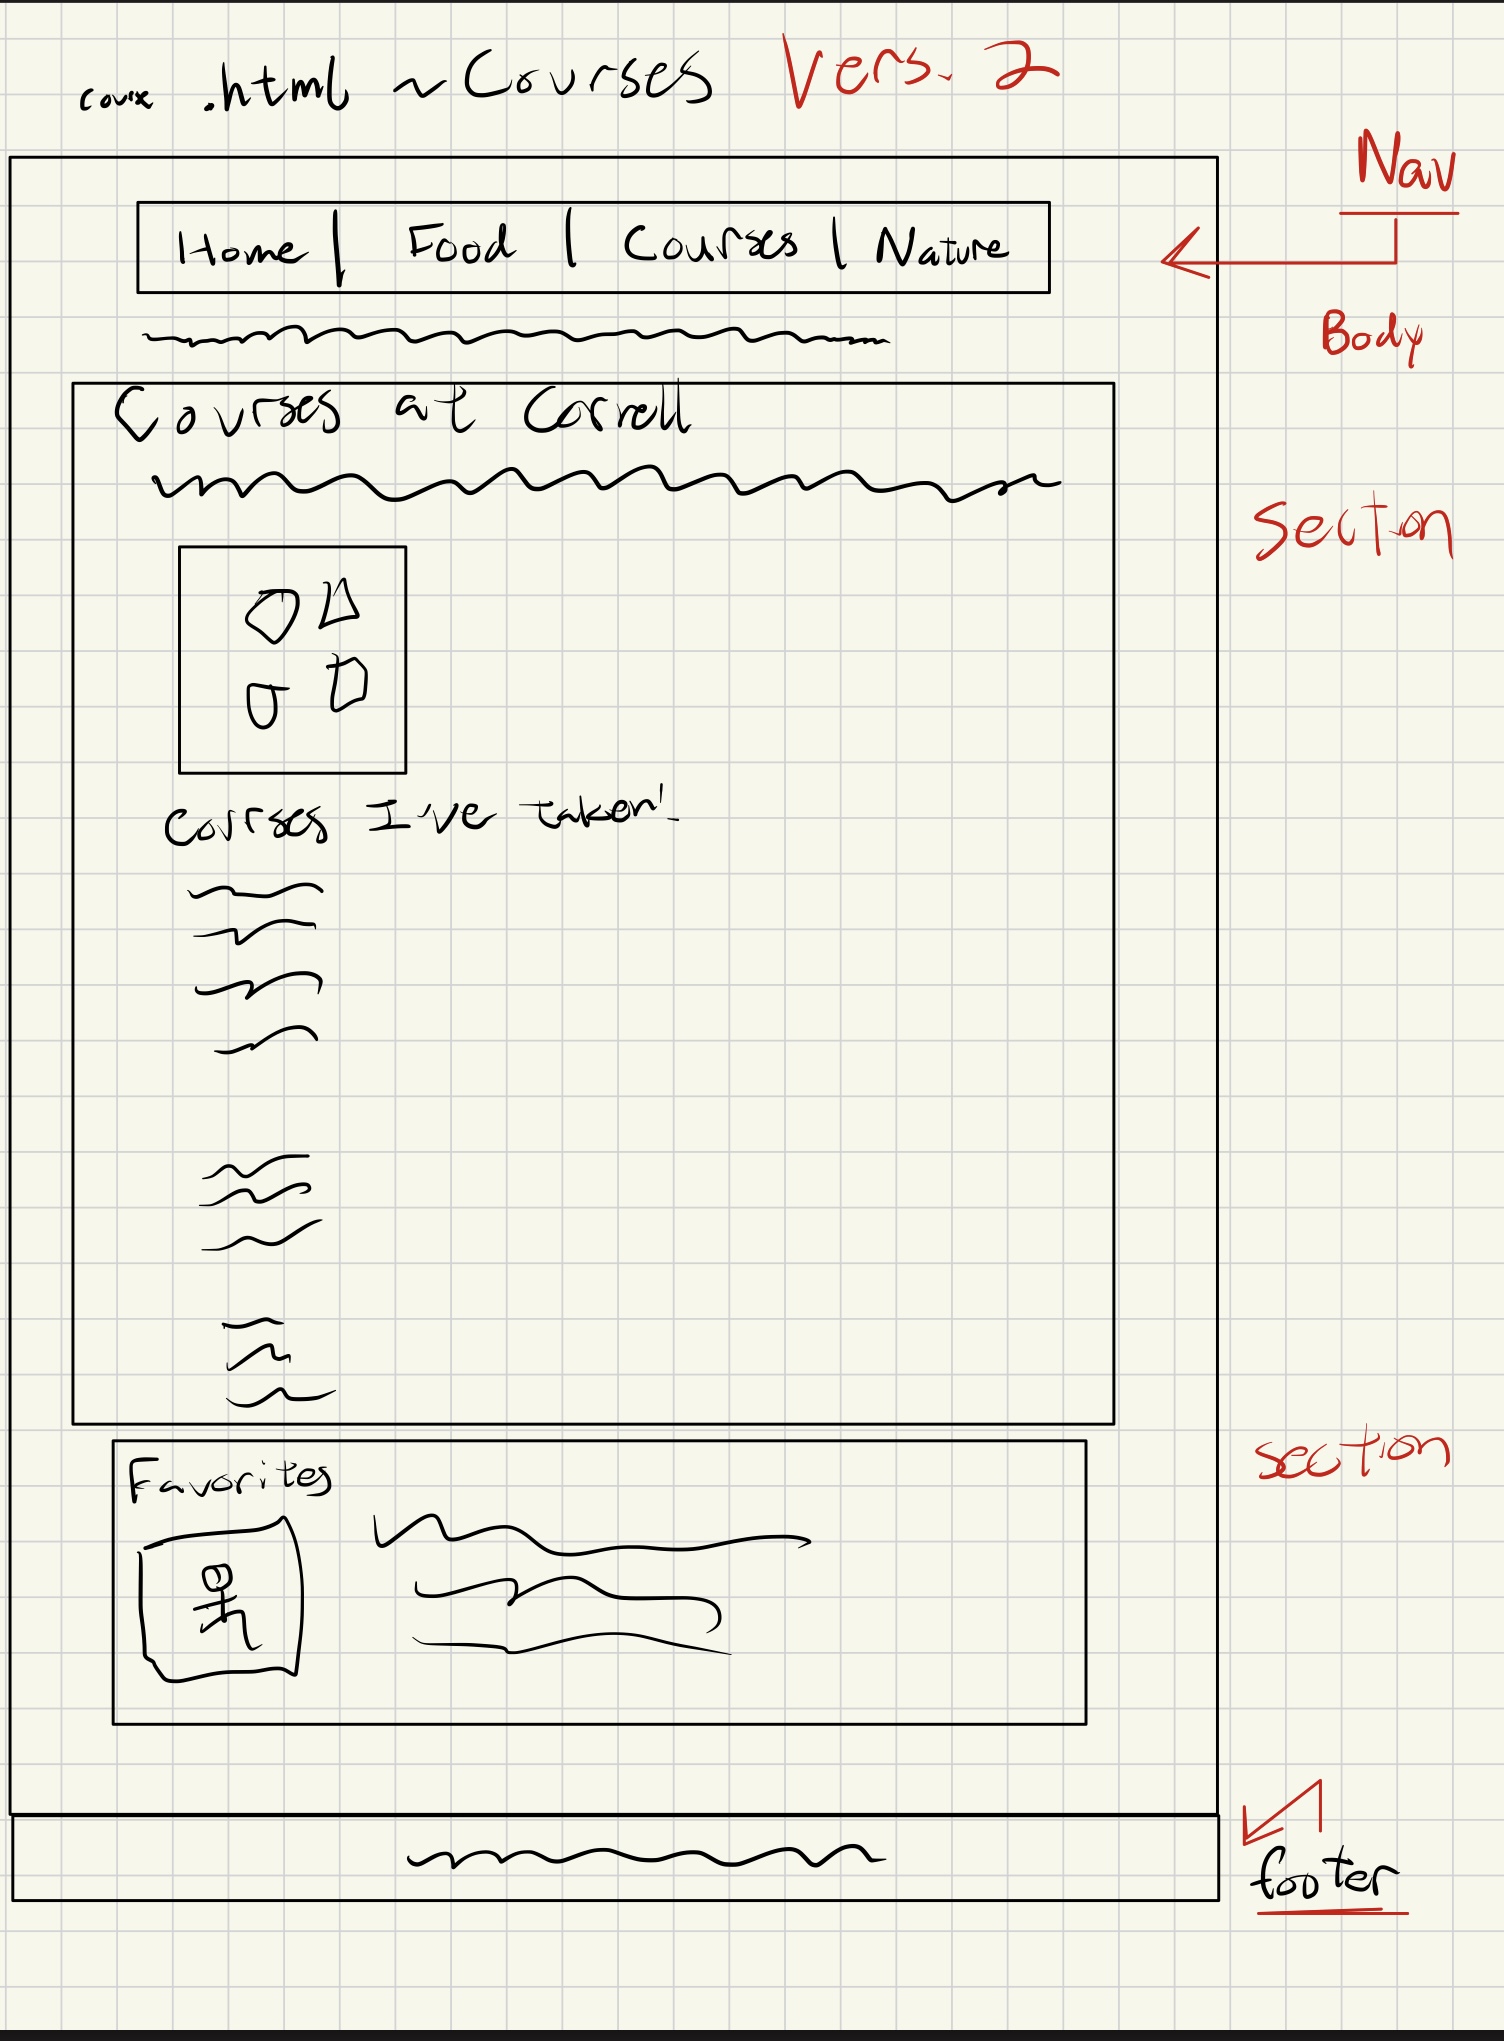 course .html ~ Courses Vers. 2
Nav
Home | Food | Courses | Nature
Body
Courses at Cornell
Section
Courses I've taken!
section
Favorites
footer